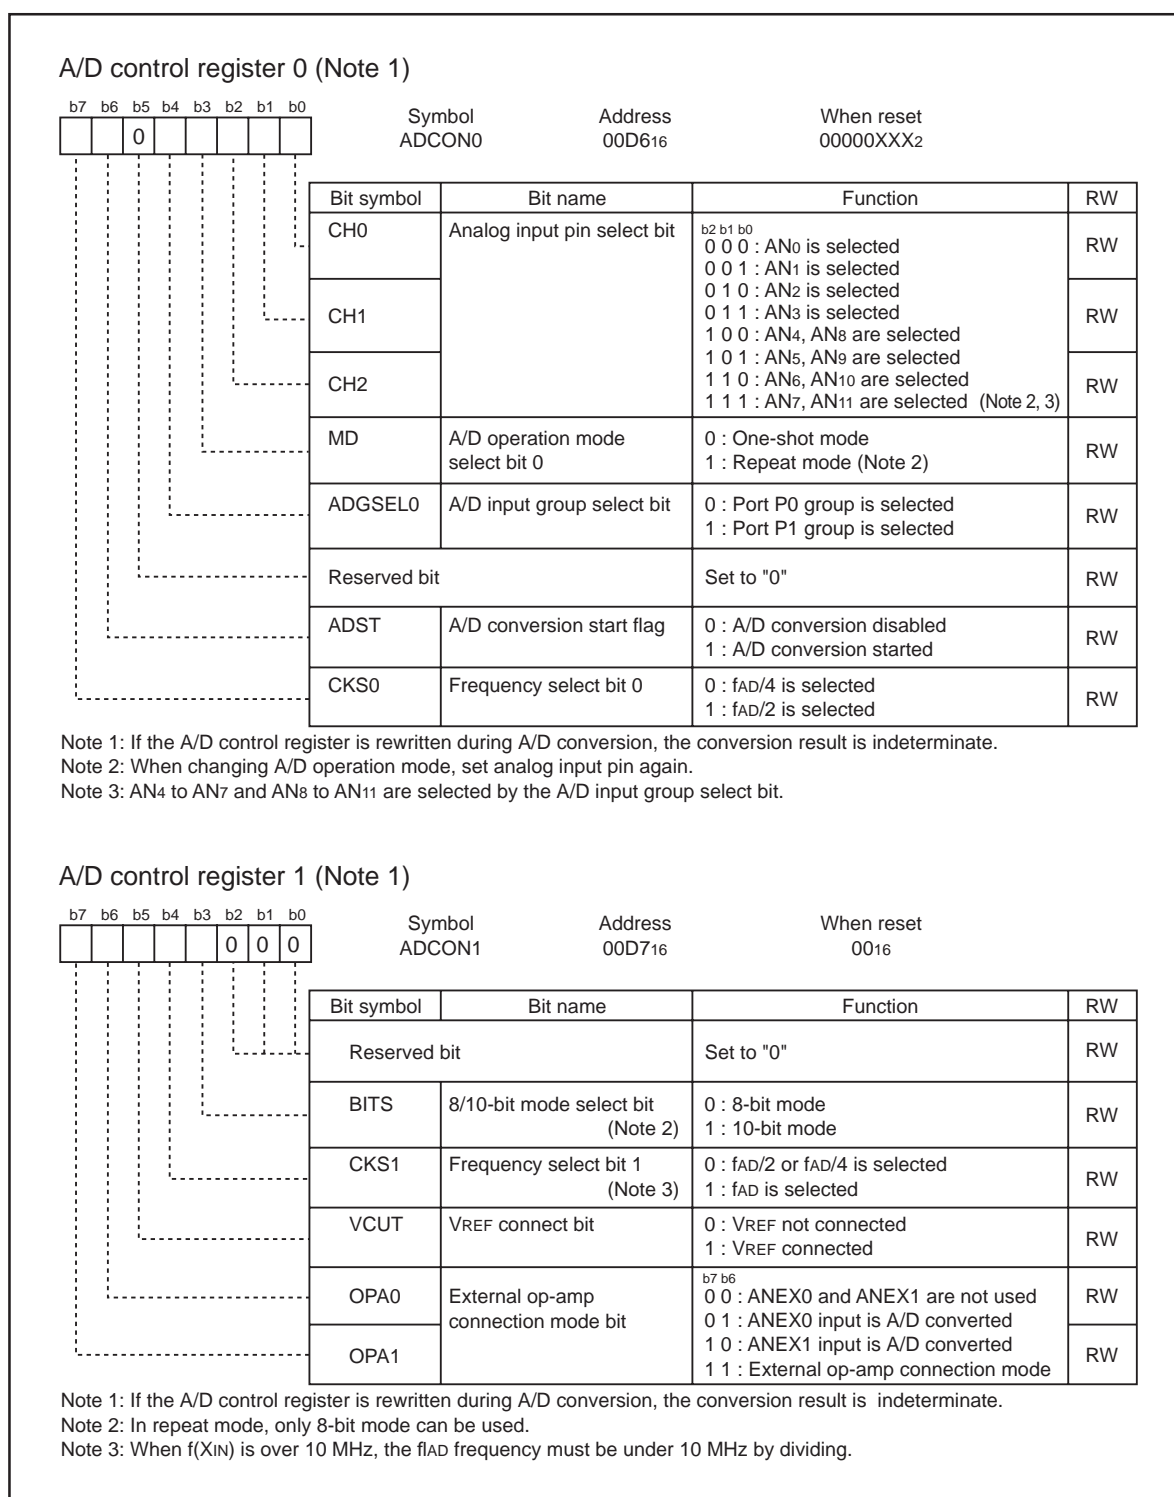 A/D control register 0 (Note 1)
b7 b6 b5 b4 b3 b2 b1 b0
0
Symbol Address When reset
ADCON0 00D616 00000XXX2
Bit symbol Bit name Function RW
CH0 Analog input pin select bit RW
b2 b1 b0
0 0 0 : AN0 is selected
0 0 1 : AN1 is selected
0 1 0 : AN2 is selected
CH1 0 1 1 : AN3 is selected RW
1 0 0 : AN4, AN8 are selected
1 0 1 : AN5, AN9 are selected
CH2 1 1 0 : AN6, AN10 are selected RW
1 1 1 : AN7, AN11 are selected (Note 2, 3)
MD A/D operation mode 0 : One-shot mode RW
select bit 0 1 : Repeat mode (Note 2)
ADGSEL0 A/D input group select bit 0 : Port P0 group is selected RW
1 : Port P1 group is selected
Reserved bit Set to "0" RW
ADST A/D conversion start flag 0 : A/D conversion disabled RW
1 : A/D conversion started
CKS0 Frequency select bit 0 0 : fAD/4 is selected RW
1 : fAD/2 is selected
Note 1: If the A/D control register is rewritten during A/D conversion, the conversion result is indeterminate.
Note 2: When changing A/D operation mode, set analog input pin again.
Note 3: AN4 to AN7 and AN8 to AN11 are selected by the A/D input group select bit.
A/D control register 1 (Note 1)
b7 b6 b5 b4 b3 b2 b1 b0
0 0 0
Symbol Address When reset
ADCON1 00D716 0016
Bit symbol Bit name Function RW
Reserved bit Set to "0" RW
BITS 8/10-bit mode select bit 0 : 8-bit mode RW
(Note 2) 1 : 10-bit mode
CKS1 Frequency select bit 1 0 : fAD/2 or fAD/4 is selected RW
(Note 3) 1 : fAD is selected
VCUT VREF connect bit 0 : VREF not connected RW
1 : VREF connected
b7 b6
OPA0 External op-amp 0 0 : ANEX0 and ANEX1 are not used RW
connection mode bit 0 1 : ANEX0 input is A/D converted
1 0 : ANEX1 input is A/D converted
OPA1 1 1 : External op-amp connection mode RW
Note 1: If the A/D control register is rewritten during A/D conversion, the conversion result is indeterminate.
Note 2: In repeat mode, only 8-bit mode can be used.
Note 3: When f(XIN) is over 10 MHz, the flAD frequency must be under 10 MHz by dividing.